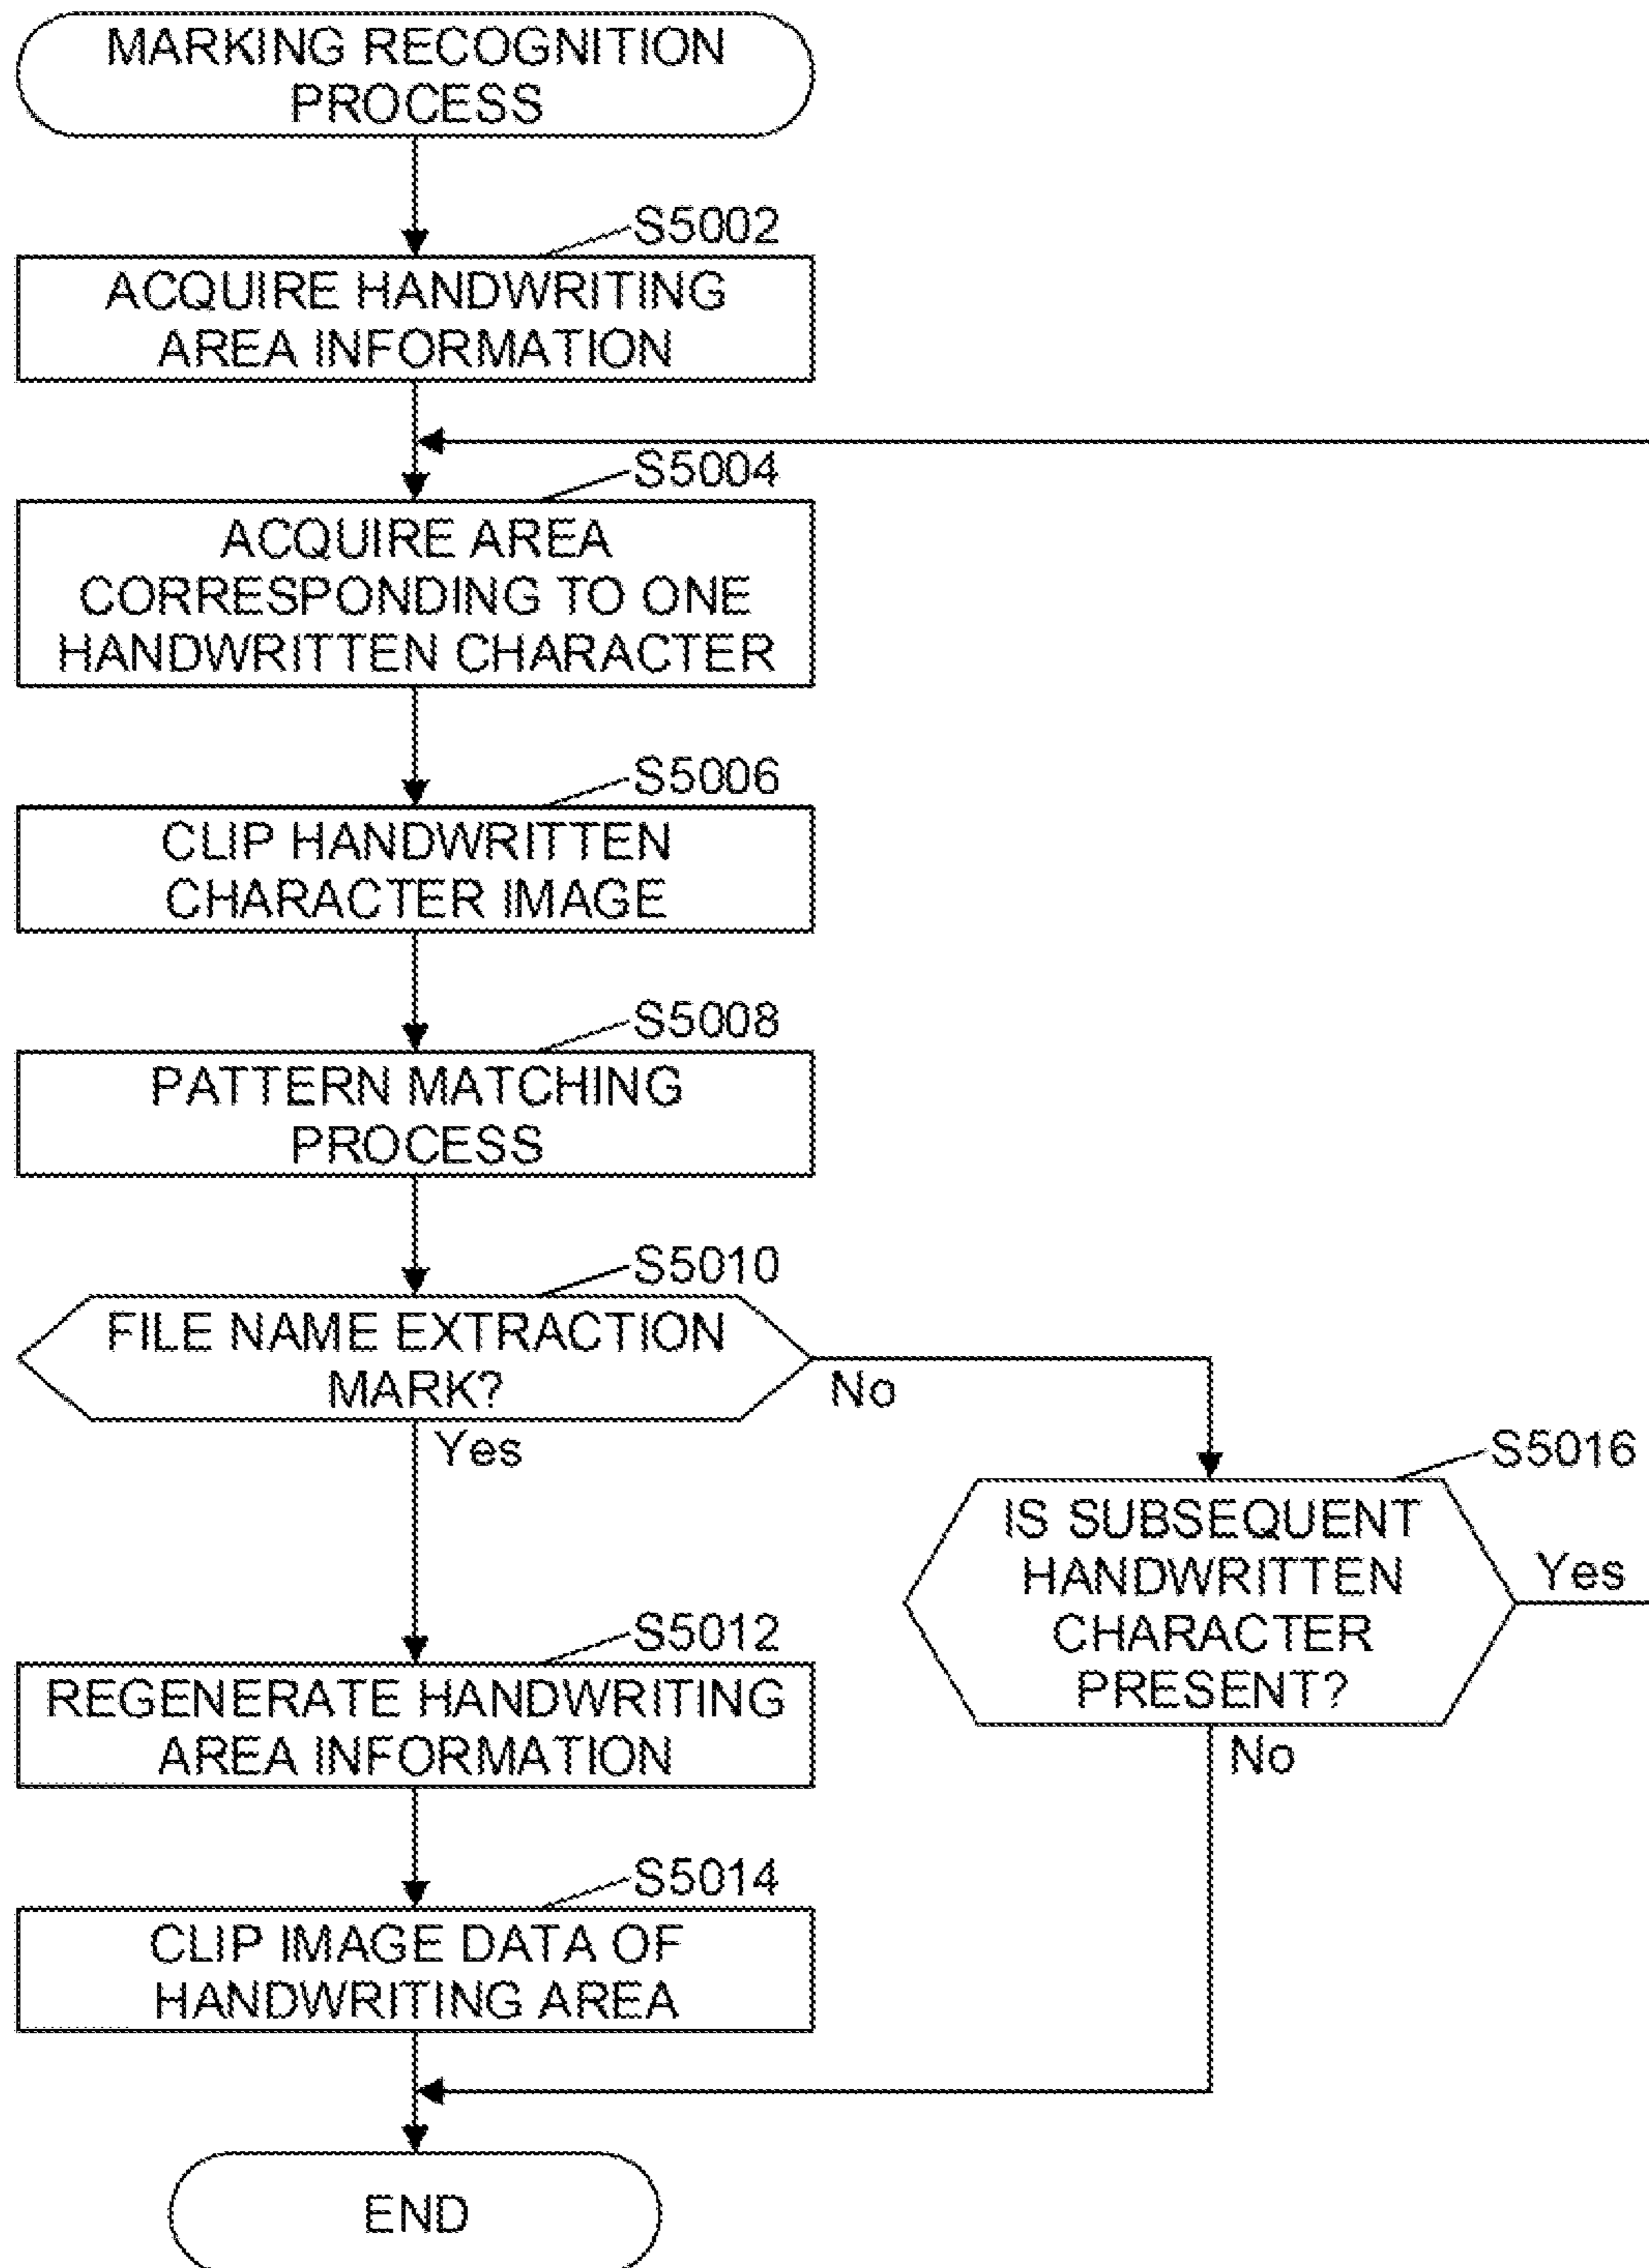 MARKING RECOGNITION
PROCESS
S5002
ACQUIRE HANDWRITING
AREA INFORMATION
S5004
ACQUIRE AREA
CORRESPONDING TO ONE
HANDWRITTEN CHARACTER
S5006
CLIP HANDWRITTEN
CHARACTER IMAGE
S5008
PATTERN MATCHING
PROCESS
S5010
FILE NAME EXTRACTION
MARK?
No
Yes
S5016
IS SUBSEQUENT
HANDWRITTEN
CHARACTER
PRESENT?
Yes
No
S5012
REGENERATE HANDWRITING
AREA INFORMATION
S5014
CLIP IMAGE DATA OF
HANDWRITING AREA
END